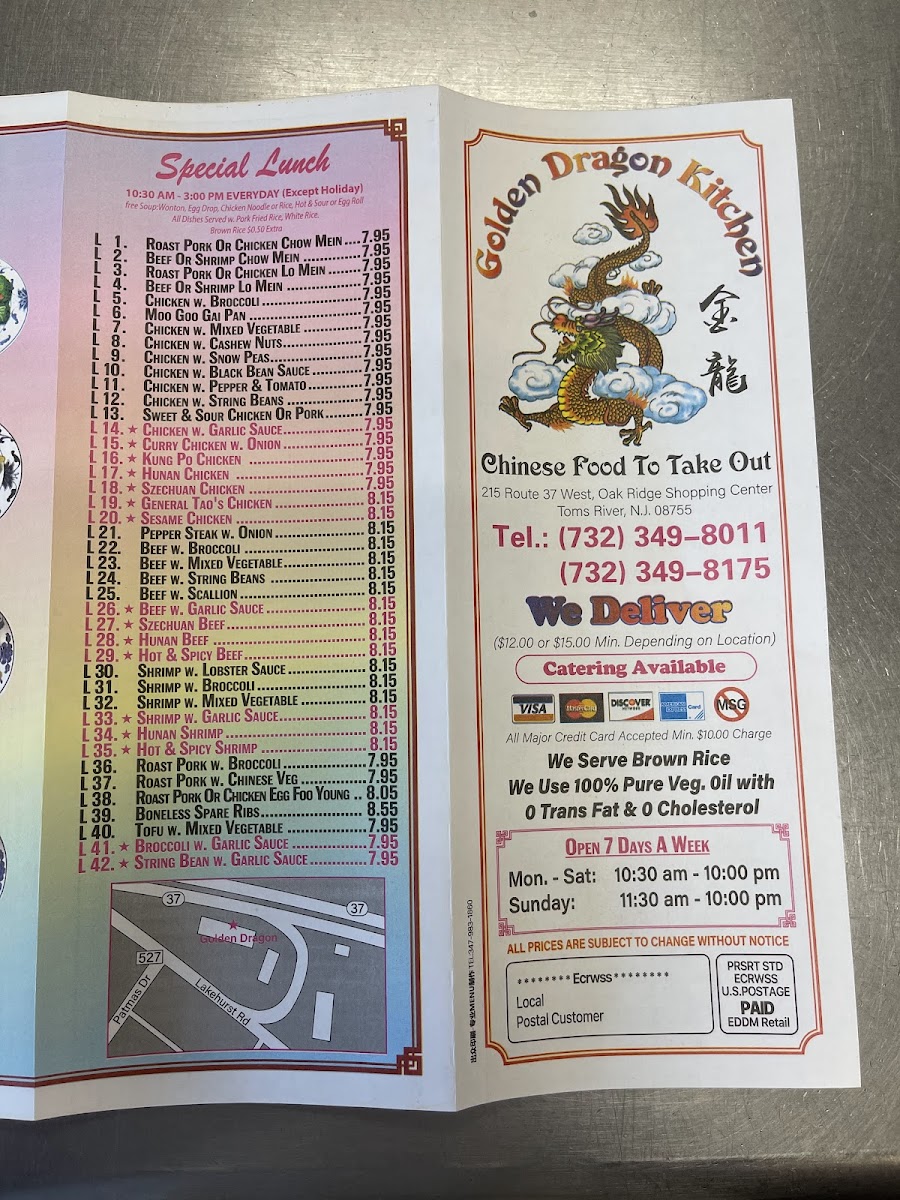 Special Lunch
10:30 AM - 3:00 PM EVERYDAY (Except Holiday)
free Soup:Wonton, Egg Drop, Chicken Noodle or Rice, Hot & Sour or Egg Roll
All Dishes Served w. Pork Fried Rice, White Rice.
Brown Rice $0.50 Extra
L 1. ROAST PORK OR CHICKEN CHOW MEIN ....7.95
L 2. BEEF OR SHRIMP CHOW MEIN .............7.95
L 3. ROAST PORK OR CHICKEN LO MEIN .......7.95
L 4. BEEF OR SHRIMP LO MEIN .................7.95
L 5. CHICKEN W. BROCCOLI .....................7.95
L 6. MOO GOO GAI PAN .......................7.95
L 7. CHICKEN W. MIXED VEGETABLE ............7.95
L 8. CHICKEN W. CASHEW NUTS.................7.95
L 9. CHICKEN W. SNOW PEAS...................7.95
L 10. CHICKEN W. BLACK BEAN SAUCE ...........7.95
L 11. CHICKEN W. PEPPER & TOMATO............7.95
L 12. CHICKEN W. STRING BEANS ................7.95
L 13. SWEET & SOUR CHICKEN OR PORK........7.95
L 14. ★ CHICKEN W. GARLIC SAUCE.................7.95
L 15. ★ CURRY CHICKEN W. ONION.................7.95
L 16. ★ KUNG PO CHICKEN ........................7.95
L 17. ★ HUNAN CHICKEN ...........................7.95
L 18. ★ SZECHUAN CHICKEN ........................7.95
L 19. ★ GENERAL TAO'S CHICKEN...................8.15
L 20. ★ SESAME CHICKEN ...........................8.15
L 21. PEPPER STEAK W. ONION...................8.15
L 22. BEEF W. BROCCOLI .........................8.15
L 23. BEEF W. MIXED VEGETABLE.................8.15
L 24. BEEF W. STRING BEANS ....................8.15
L 25. BEEF W. SCALLION .........................8.15
L 26. ★ BEEF W. GARLIC SAUCE ....................8.15
L 27. ★ SZECHUAN BEEF............................8.15
L 28. ★ HUNAN BEEF ..............................8.15
L 29. ★ HOT & SPICY BEEF.........................8.15
L 30. SHRIMP W. LOBSTER SAUCE ................8.15
L 31. SHRIMP W. BROCCOLI ......................8.15
L 32. SHRIMP W. MIXED VEGETABLE .............8.15
L 33. ★ SHRIMP W. GARLIC SAUCE..................8.15
L 34. ★ HUNAN SHRIMP ............................8.15
L 35. ★ HOT & SPICY SHRIMP .....................8.15
L 36. ROAST PORK W. BROCCOLI.................7.95
L 37. ROAST PORK W. CHINESE VEG .............7.95
L 38. ROAST PORK OR CHICKEN EGG FOO YOUNG .. 8.05
L 39. BONELESS SPARE RIBS......................8.55
L 40. TOFU W. MIXED VEGETABLE ................7.95
L 41. ★ BROCCOLI W. GARLIC SAUCE ...............7.95
L 42. ★ STRING BEAN W. GARLIC SAUCE............7.95
37
37
★
Golden Dragon
527
Patmas Dr
Lakehurst Rd
Golden Dragon Kitchen
金
龍
Chinese Food To Take Out
215 Route 37 West, Oak Ridge Shopping Center
Toms River, N.J. 08755
Tel.: (732) 349–8011
(732) 349–8175
We Deliver
($12.00 or $15.00 Min. Depending on Location)
Catering Available
VISA MasterCard DISCOVER NETWORK AMERICAN EXPRESS Card MSG
All Major Credit Card Accepted Min. $10.00 Charge
We Serve Brown Rice
We Use 100% Pure Veg. Oil with
0 Trans Fat & 0 Cholesterol
OPEN 7 DAYS A WEEK
Mon. - Sat: 10:30 am - 10:00 pm
Sunday: 11:30 am - 10:00 pm
ALL PRICES ARE SUBJECT TO CHANGE WITHOUT NOTICE
******** Ecrwss ********
Local
Postal Customer
PRSRT STD
ECRWSS
U.S.POSTAGE
PAID
EDDM Retail
专业MENU制作 TEL:347-983-1860